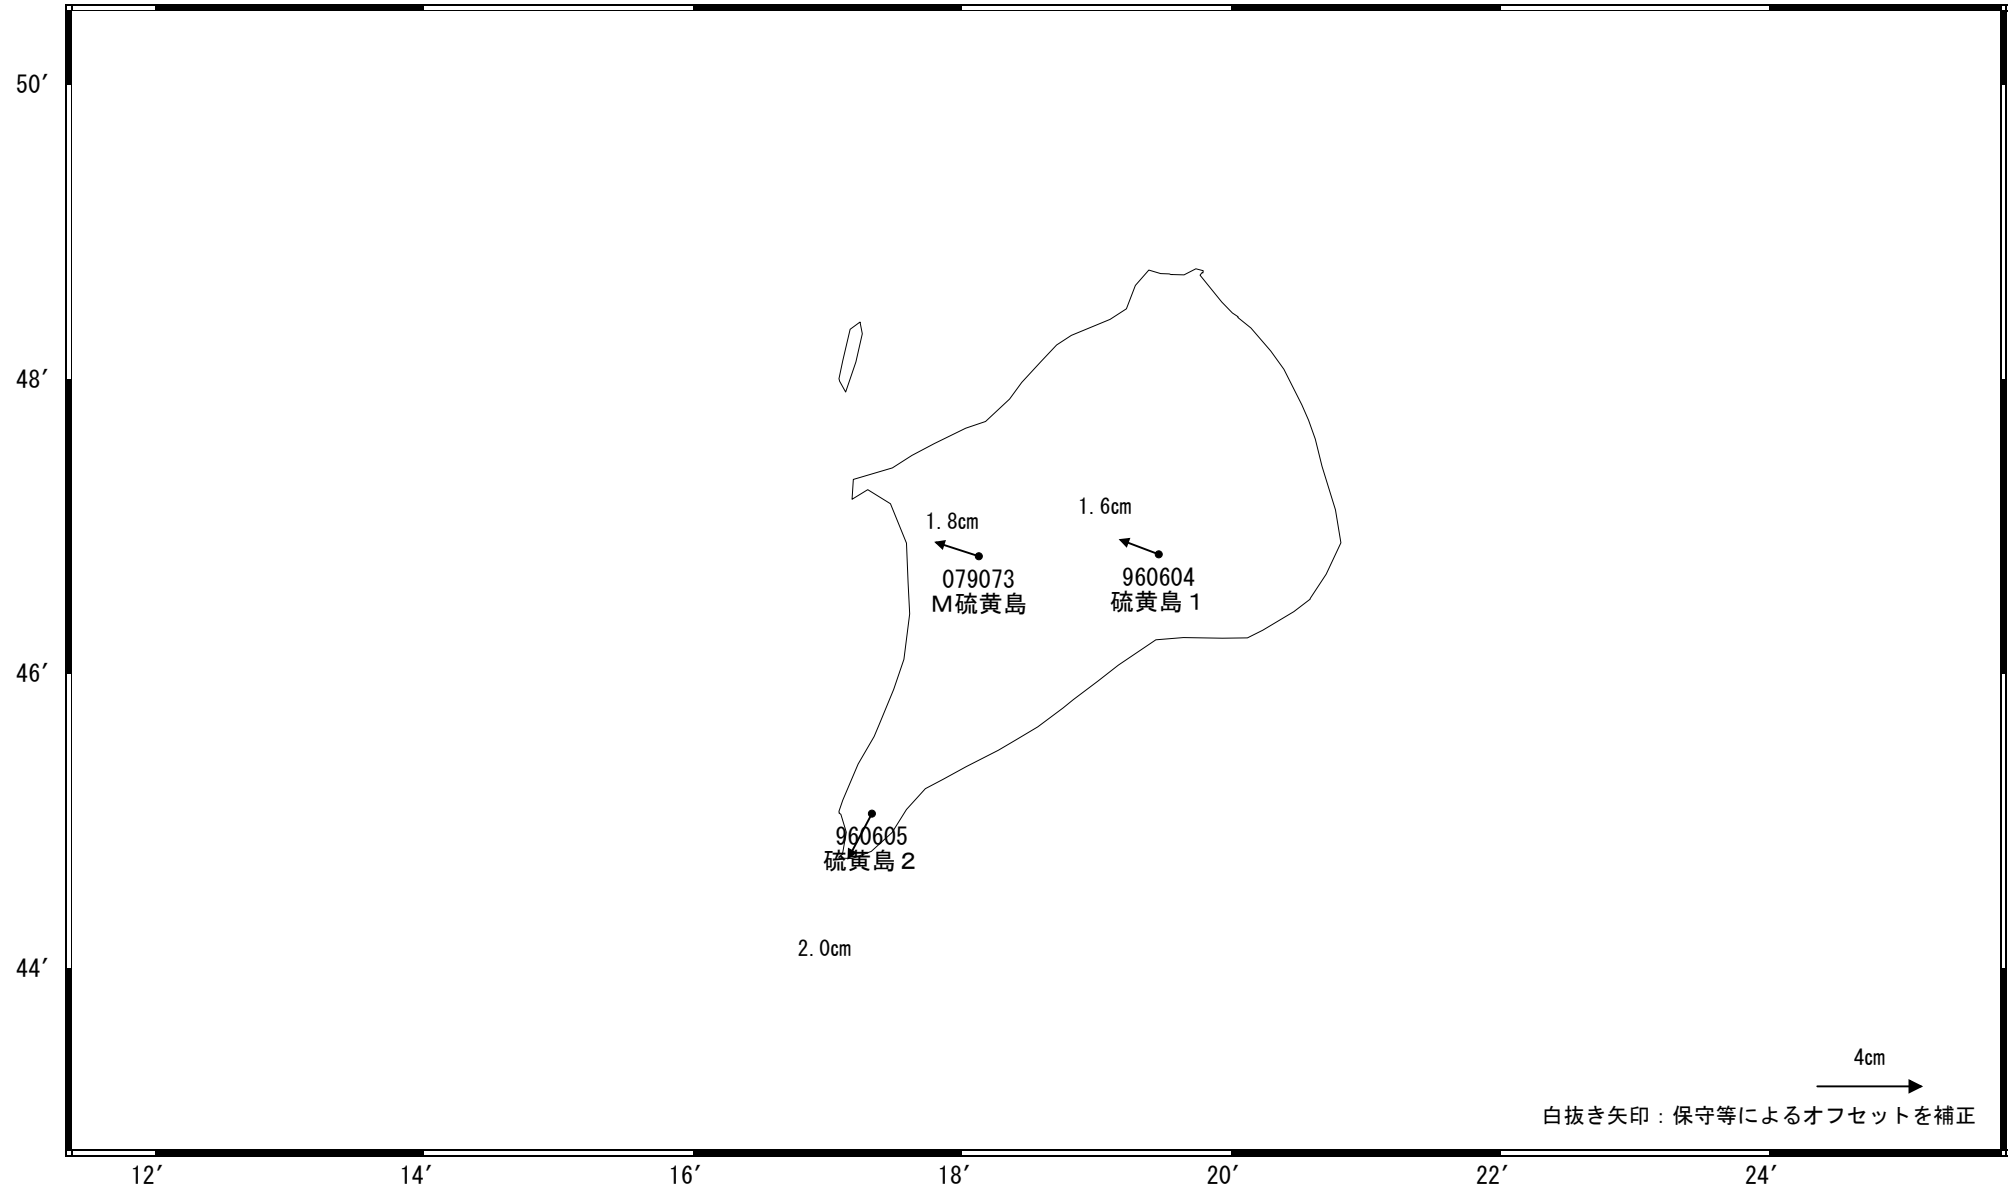 50′
48′
1.6cm
1.8cm
960604
079073
硫黄島１
Ｍ硫黄島
46′
960605
硫黄島２
2.0cm
44′
4cm
白抜き矢印：保守等によるオフセットを補正
12′
14′
16′
18′
20′
22′
24′